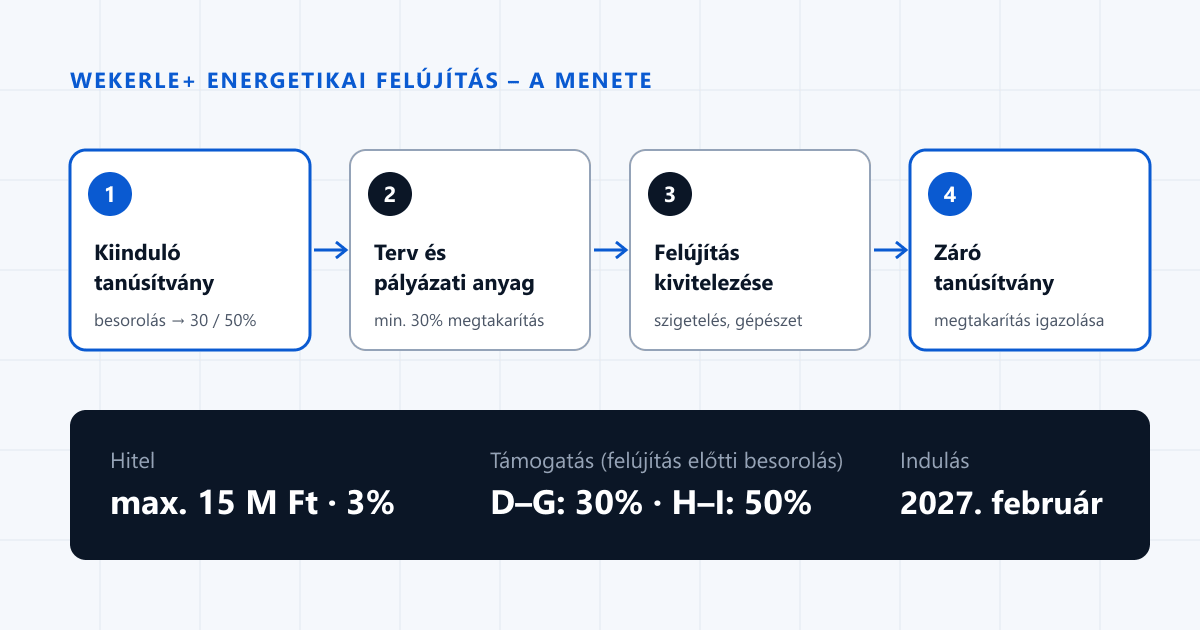 WEKERLE+ ENERGETIKAI FELÚJÍTÁS – A MENETE
1
Kiinduló
tanúsítvány
besorolás → 30 / 50%
2
Terv és
pályázati anyag
min. 30% megtakarítás
3
Felújítás
kivitelezése
szigetelés, gépészet
4
Záró
tanúsítvány
megtakarítás igazolása
Hitel
max. 15 M Ft · 3%
Támogatás (felújítás előtti besorolás)
D–G: 30% · H–I: 50%
Indulás
2027. február